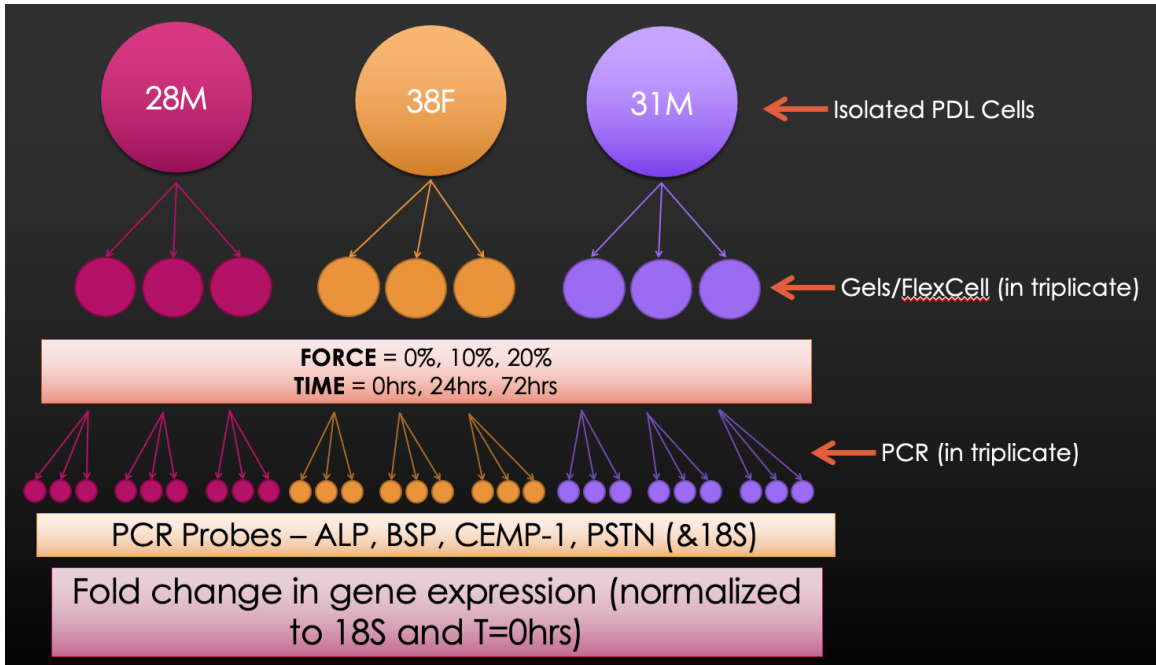 28M
38F
31M
Isolated PDL Cells
Gels/FlexCell (in triplicate)
FORCE = 0%, 10%, 20%
TIME = 0hrs, 24hrs, 72hrs
PCR (in triplicate)
PCR Probes – ALP, BSP, CEMP-1, PSTN (&18S)
Fold change in gene expression (normalized
to 18S and T=0hrs)